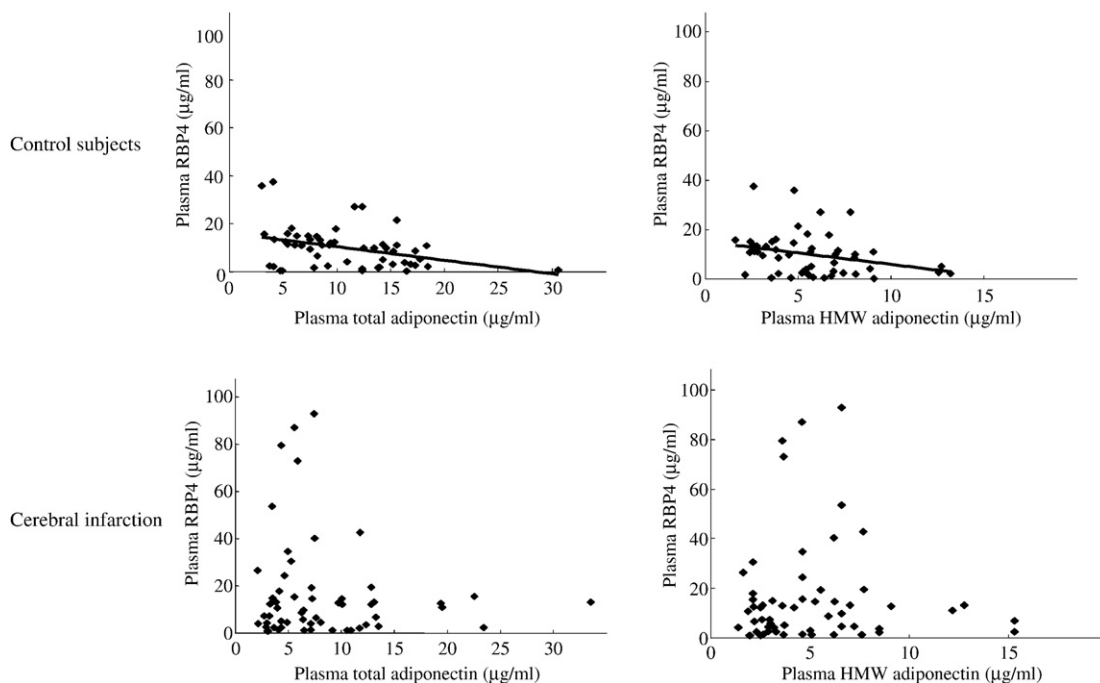 Control subjects
Plasma RBP4 (µg/ml)
100
80
60
40
20
0
0 5 10 15 20 25 30
Plasma total adiponectin (µg/ml)
Plasma RBP4 (µg/ml)
100
80
60
40
20
0
0 5 10 15
Plasma HMW adiponectin (µg/ml)
Cerebral infarction
Plasma RBP4 (µg/ml)
100
80
60
40
20
0
0 5 10 15 20 25 30
Plasma total adiponectin (µg/ml)
Plasma RBP4 (µg/ml)
100
80
60
40
20
0
0 5 10 15
Plasma HMW adiponectin (µg/ml)